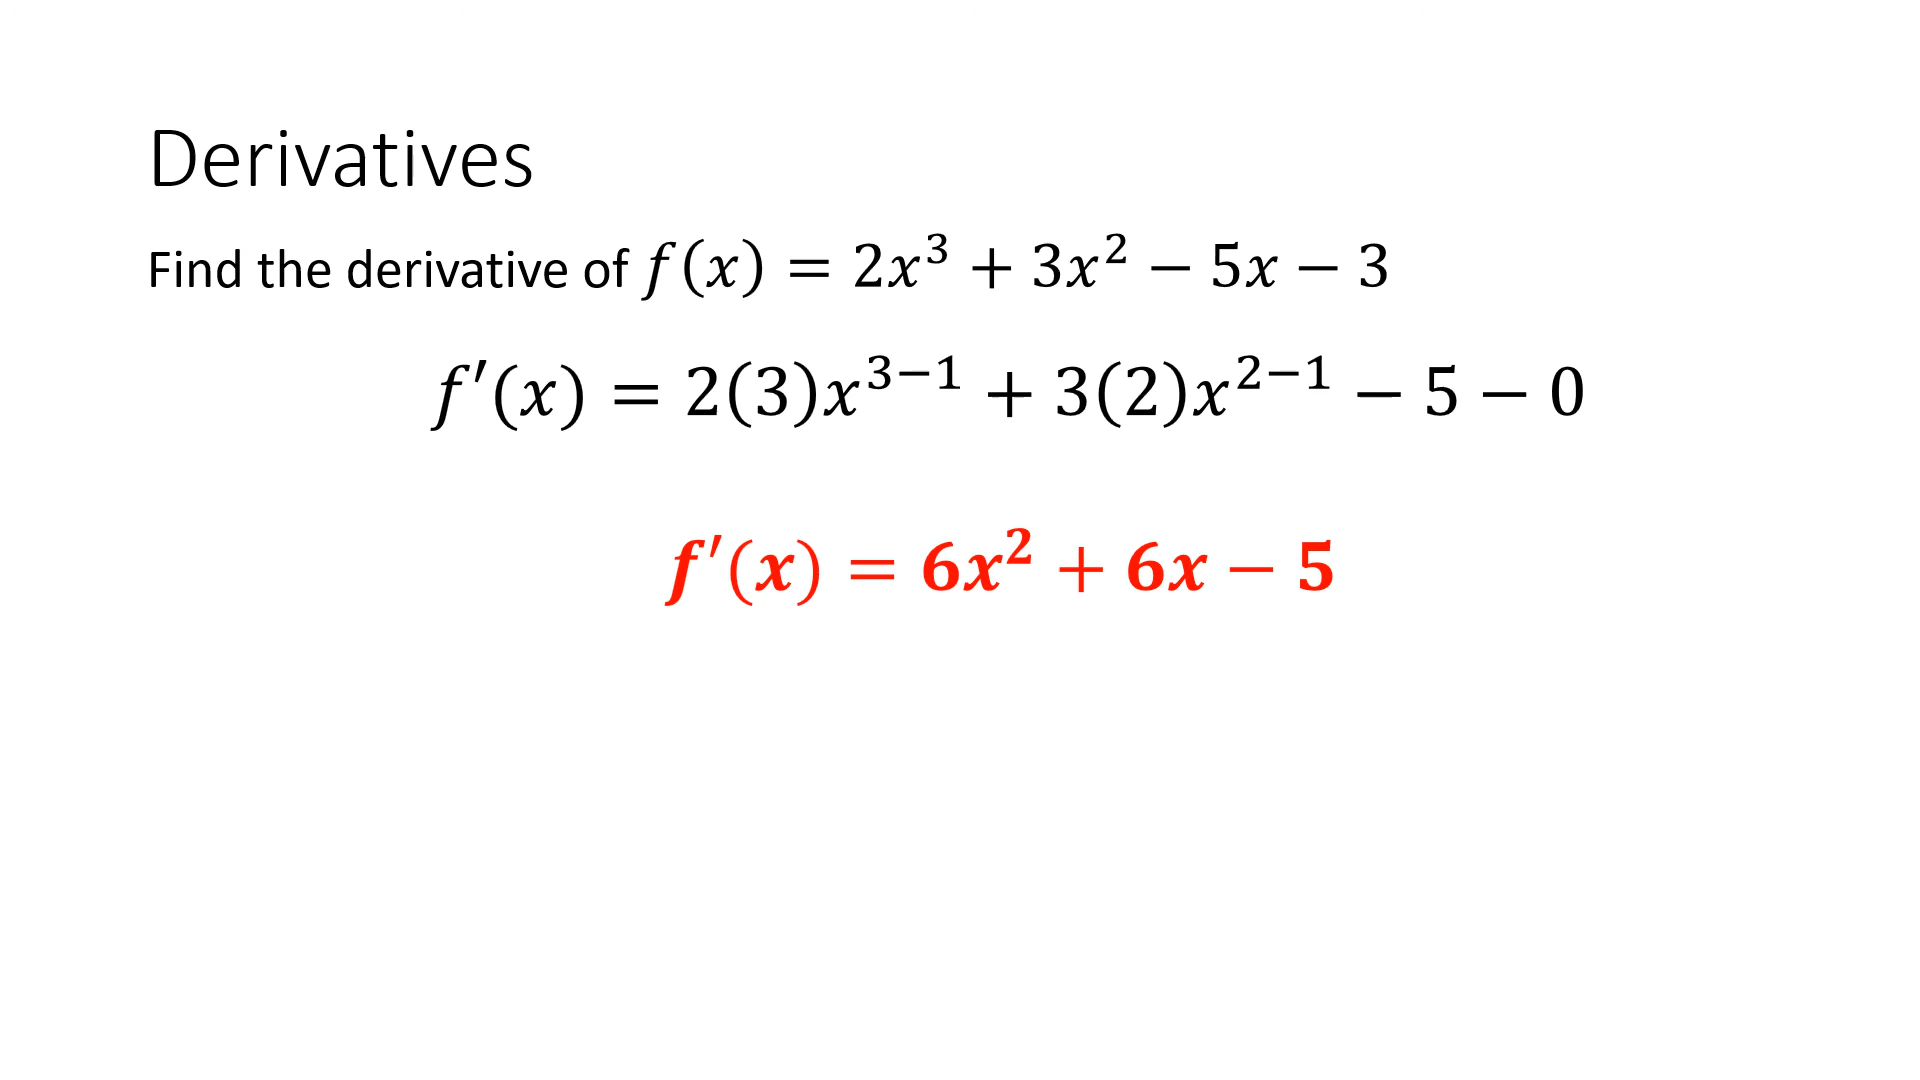 Derivatives
Find the derivative of f(x) = 2x³ + 3x² − 5x − 3
f′(x) = 2(3)x³⁻¹ + 3(2)x²⁻¹ − 5 − 0
f′(x) = 6x² + 6x − 5